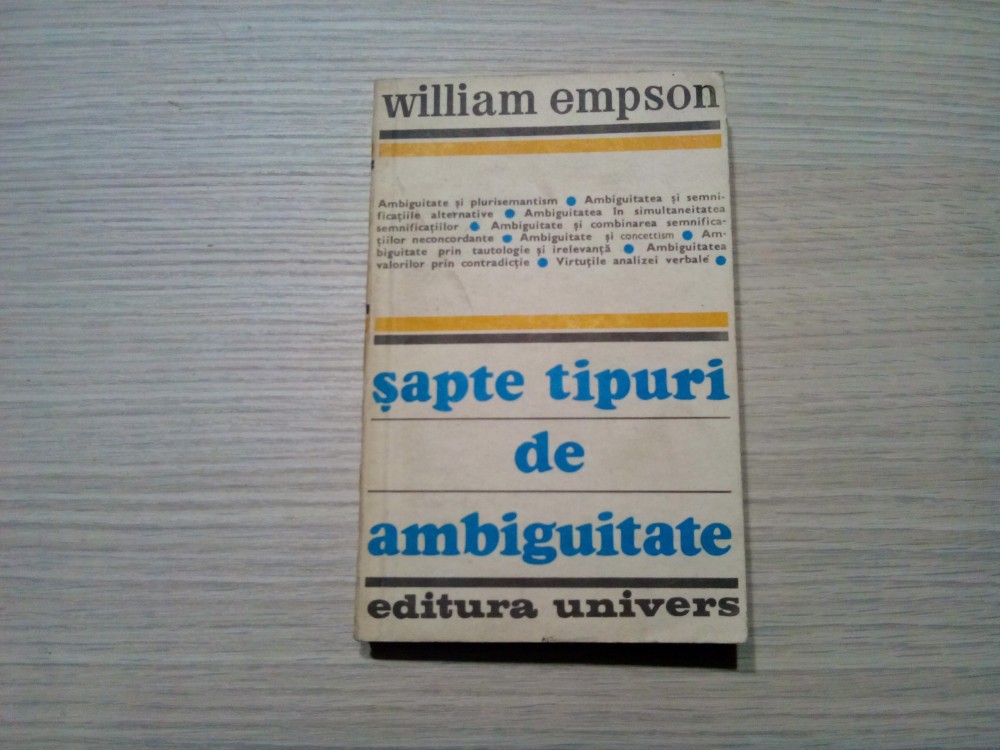 william empson
Ambiguitate și plurisemantism ● Ambiguitatea și semni-
ficațiile alternative ● Ambiguitatea în simultaneitatea
semnificațiilor ● Ambiguitate și combinarea semnifica-
țiilor neconcordante ● Ambiguitate și concettism ● Am-
biguitate prin tautologie și irelevanță ● Ambiguitatea
valorilor prin contradicție ● Virtuțile analizei verbale ●
șapte tipuri
de
ambiguitate
editura univers